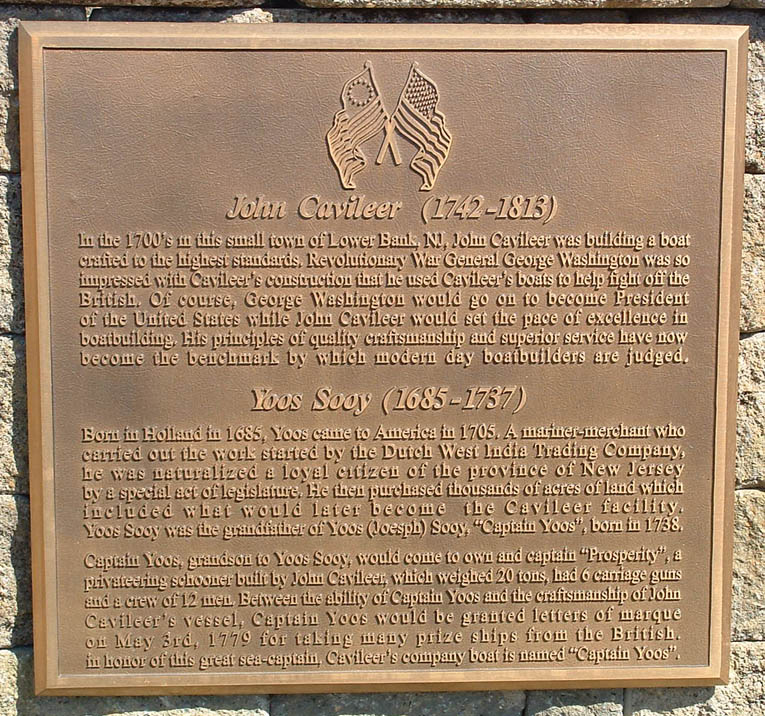 John Cavileer (1742-1813)
In the 1700's in this small town of Lower Bank, NJ, John Cavileer was building a boat
crafted to the highest standards. Revolutionary War General George Washington was so
impressed with Cavileer's construction that he used Cavileer's boats to help fight off the
British. Of course, George Washington would go on to become President
of the United States while John Cavileer would set the pace of excellence in
boatbuilding. His principles of quality craftsmanship and superior service have now
become the benchmark by which modern day boatbuilders are judged.
Yoos Sooy (1685-1737)
Born in Holland in 1685, Yoos came to America in 1705. A mariner-merchant who
carried out the work started by the Dutch West India Trading Company,
he was naturalized a loyal citizen of the province of New Jersey
by a special act of legislature. He then purchased thousands of acres of land which
included what would later become the Cavileer facility.
Yoos Sooy was the grandfather of Yoos (Joesph) Sooy, "Captain Yoos", born in 1738.
Captain Yoos, grandson to Yoos Sooy, would come to own and captain "Prosperity", a
privateering schooner built by John Cavileer, which weighed 20 tons, had 6 carriage guns
and a crew of 12 men. Between the ability of Captain Yoos and the craftsmanship of John
Cavileer's vessel, Captain Yoos would be granted letters of marque
on May 3rd, 1779 for taking many prize ships from the British.
in honor of this great sea-captain, Cavileer's company boat is named "Captain Yoos".